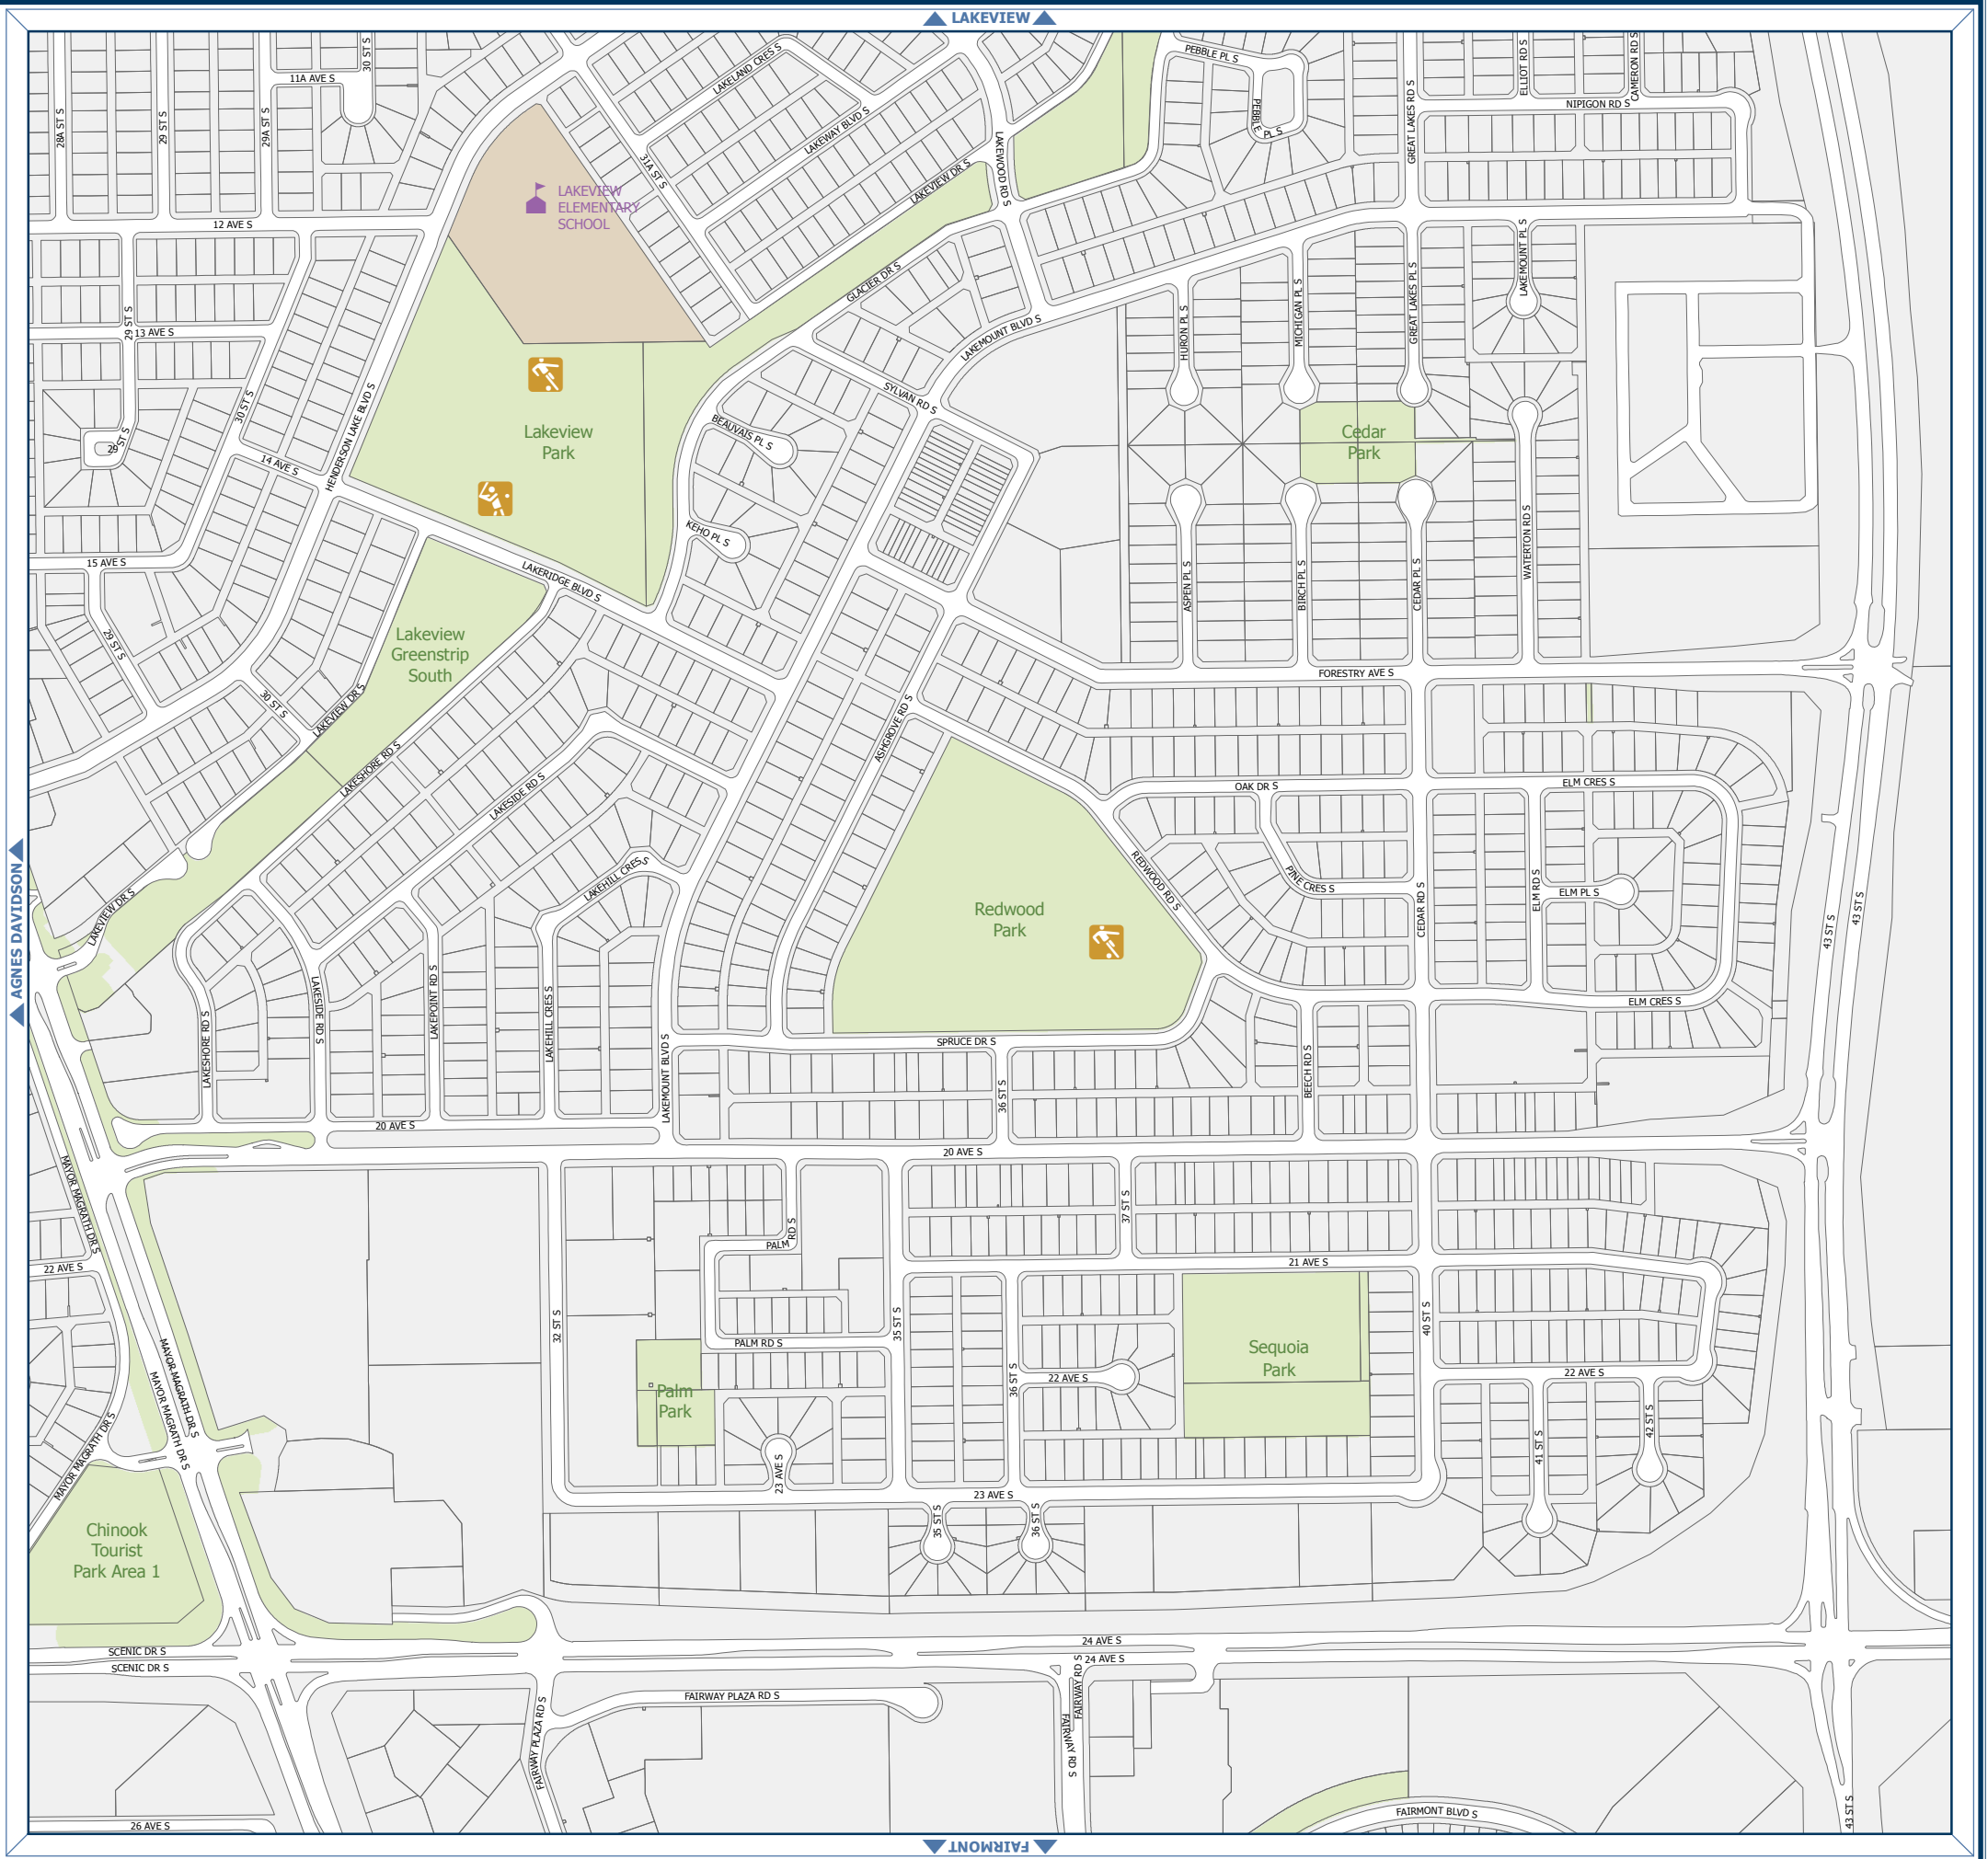 LAKEVIEW
PEBBLE PL S
30 ST S
LAKELAND CRES S
ELLIOT RD S
CAMERON RD S
11A AVE S
NIPIGON RD S
28A ST S
29 ST S
29A ST S
LAKEWAY BLVD S
GREAT LAKES RD S
PEBBLE PL S
31A ST S
LAKEWOOD RD S
LAKEVIEW DR S
LAKEVIEW
ELEMENTARY
SCHOOL
12 AVE S
GLACIER DR S
LAKEMOUNT PL S
29 ST S
13 AVE S
HURON PL S
MICHIGAN PL S
GREAT LAKES PL S
LAKEMOUNT BLVD S
30 ST S
HENDERSON LAKE BLVD S
SYLVAN RD S
BEAUVAIS PL S
Lakeview
Park
Cedar
Park
29 ST S
14 AVE S
KEHO PL S
15 AVE S
LAKERIDGE BLVD S
ASPEN PL S
BIRCH PL S
CEDAR PL S
WATERTON RD S
29 ST S
Lakeview
Greenstrip
South
FORESTRY AVE S
30 ST S
LAKEVIEW DR S
ASHGROVE RD S
LAKESHORE RD S
LAKESIDE RD S
OAK DR S
ELM CRES S
LAKEHILL CRES S
REDWOOD RD S
PINE CRES S
ELM RD S
ELM PL S
CEDAR RD S
43 ST S
43 ST S
AGNES DAVIDSON
LAKEVIEW DR S
Redwood
Park
LAKESHORE RD S
LAKESIDE RD S
LAKEPOINT RD S
LAKEHILL CRES S
ELM CRES S
SPRUCE DR S
LAKEMOUNT BLVD S
36 ST S
BEECH RD S
20 AVE S
20 AVE S
MAYOR MAGRATH DR S
37 ST S
PALM RD S
22 AVE S
21 AVE S
32 ST S
35 ST S
40 ST S
PALM RD S
MAYOR MAGRATH DR S
MAYOR MAGRATH DR S
Sequoia
Park
22 AVE S
36 ST S
22 AVE S
Palm
Park
MAYOR MAGRATH DR S
42 ST S
41 ST S
23 AVE S
23 AVE S
35 ST S
36 ST S
Chinook
Tourist
Park Area 1
24 AVE S
SCENIC DR S
24 AVE S
SCENIC DR S
FAIRWAY RD S
FAIRWAY PLAZA RD S
FAIRWAY PLAZA RD S
FAIRWAY RD S
FAIRMONT BLVD S
43 ST S
26 AVE S
FAIRMONT